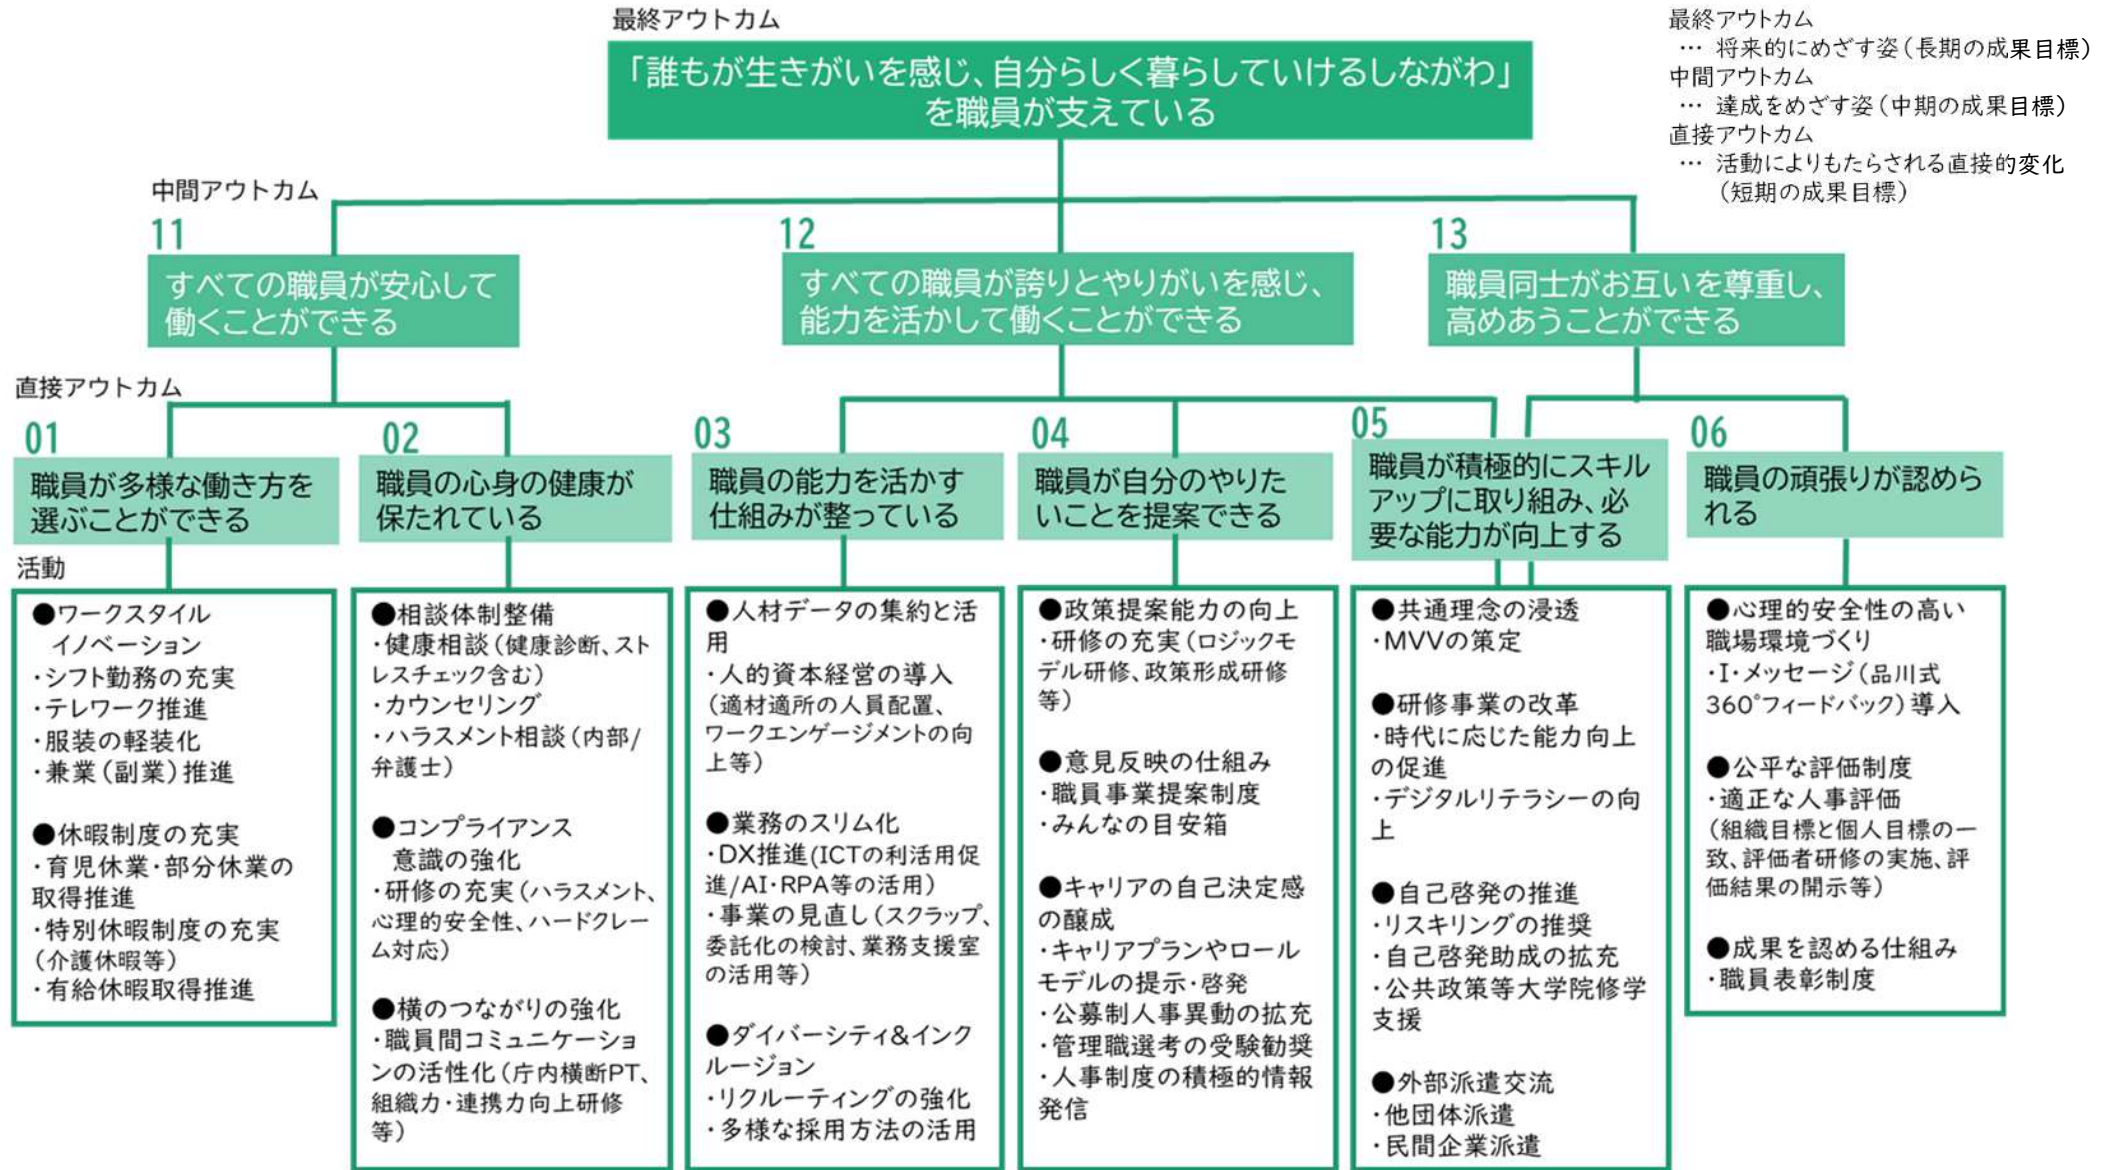 最終アウトカム
「誰もが生きがいを感じ、自分らしく暮らしていけるしながわ」
を職員が支えている
最終アウトカム
… 将来的にめざす姿(長期の成果目標)
中間アウトカム
… 達成をめざす姿(中期の成果目標)
直接アウトカム
… 活動によりもたらされる直接的変化
(短期の成果目標)
中間アウトカム
11
すべての職員が安心して
働くことができる
12
すべての職員が誇りとやりがいを感じ、
能力を活かして働くことができる
13
職員同士がお互いを尊重し、
高めあうことができる
直接アウトカム
01
職員が多様な働き方を
選ぶことができる
02
職員の心身の健康が
保たれている
03
職員の能力を活かす
仕組みが整っている
04
職員が自分のやりた
いことを提案できる
05
職員が積極的にスキル
アップに取り組み、必
要な能力が向上する
06
職員の頑張りが認めら
れる
活動
●ワークスタイル
イノベーション
・シフト勤務の充実
・テレワーク推進
・服装の軽装化
・兼業(副業)推進
●休暇制度の充実
・育児休業・部分休業の
取得推進
・特別休暇制度の充実
(介護休暇等)
・有給休暇取得推進
●相談体制整備
・健康相談(健康診断、スト
レスチェック含む)
・カウンセリング
・ハラスメント相談(内部/
弁護士)
●コンプライアンス
意識の強化
・研修の充実(ハラスメント、
心理的安全性、ハードクレー
ム対応)
●横のつながりの強化
・職員間コミュニケーショ
ンの活性化(庁内横断PT、
組織力・連携力向上研修
等)
●人材データの集約と活
用
・人的資本経営の導入
(適材適所の人員配置、
ワークエンゲージメントの向
上等)
●業務のスリム化
・DX推進(ICTの利活用促
進/AI・RPA等の活用)
・事業の見直し(スクラップ、
委託化の検討、業務支援室
の活用等)
●ダイバーシティ&インク
ルージョン
・リクルーティングの強化
・多様な採用方法の活用
●政策提案能力の向上
・研修の充実(ロジックモ
デル研修、政策形成研修
等)
●意見反映の仕組み
・職員事業提案制度
・みんなの目安箱
●キャリアの自己決定感
の醸成
・キャリアプランやロール
モデルの提示・啓発
・公募制人事異動の拡充
・管理職選考の受験勧奨
・人事制度の積極的情報
発信
●共通理念の浸透
・MVVの策定
●研修事業の改革
・時代に応じた能力向上
の促進
・デジタルリテラシーの向
上
●自己啓発の推進
・リスキリングの推奨
・自己啓発助成の拡充
・公共政策等大学院修学
支援
●外部派遣交流
・他団体派遣
・民間企業派遣
●心理的安全性の高い
職場環境づくり
・I・メッセージ(品川式
360°フィードバック)導入
●公平な評価制度
・適正な人事評価
(組織目標と個人目標の一
致、評価者研修の実施、評
価結果の開示等)
●成果を認める仕組み
・職員表彰制度